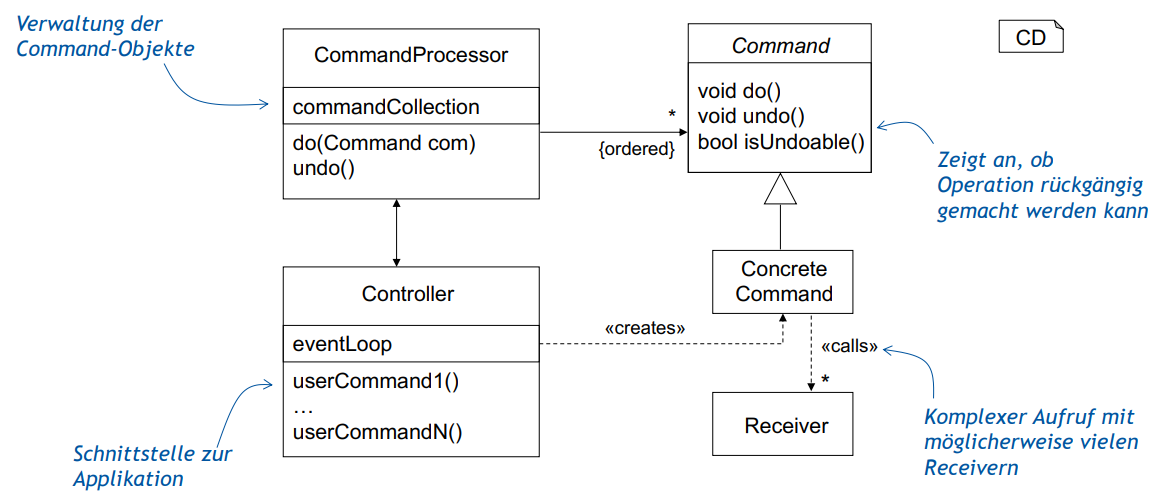 Verwaltung der
Command-Objekte
CommandProcessor
commandCollection
do(Command com)
undo()
*
{ordered}
Command
void do()
void undo()
bool isUndoable()
CD
Zeigt an, ob
Operation rückgängig
gemacht werden kann
Controller
eventLoop
userCommand1()
…
userCommandN()
«creates»
Concrete
Command
«calls»
*
Receiver
Schnittstelle zur
Applikation
Komplexer Aufruf mit
möglicherweise vielen
Receivern